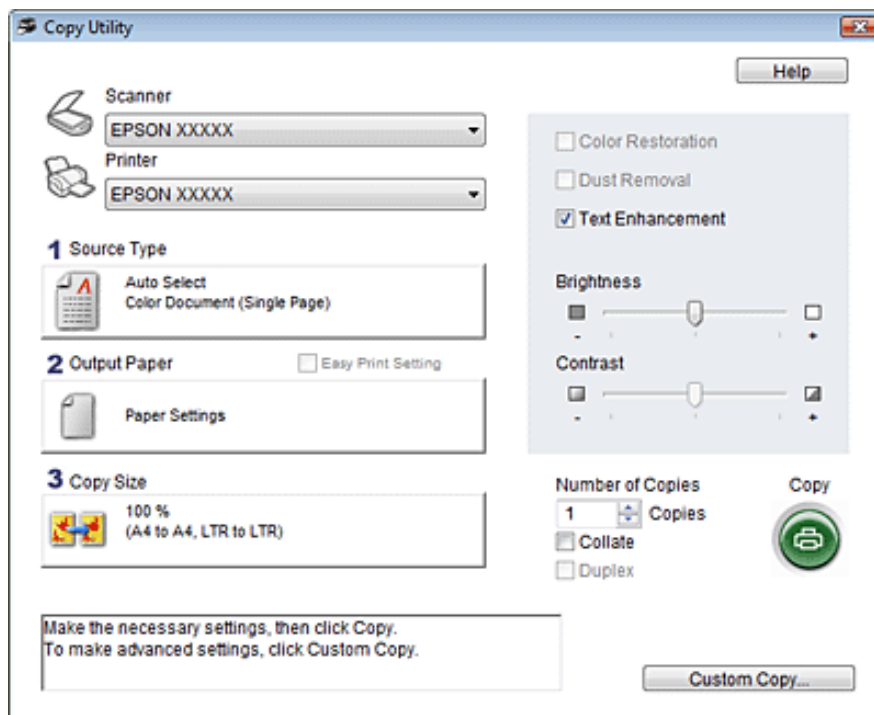 Copy Utility
Help
Scanner
EPSON XXXXX
Printer
EPSON XXXXX
Color Restoration
Dust Removal
Text Enhancement
1 Source Type
Auto Select
Color Document (Single Page)
Brightness
- +
2 Output Paper
Easy Print Setting
Paper Settings
Contrast
- +
3 Copy Size
100 %
(A4 to A4, LTR to LTR)
Number of Copies
1 Copies
Collate
Duplex
Copy
Make the necessary settings, then click Copy.
To make advanced settings, click Custom Copy.
Custom Copy...